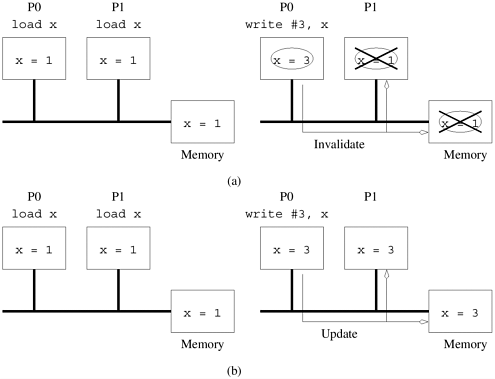 P0 P1 P0 P1
load x load x write #3, x
x = 1 x = 1 x = 3 x = 1
x = 1 x = 1
Memory Invalidate Memory
(a)
P0 P1 P0 P1
load x load x write #3, x
x = 1 x = 1 x = 3 x = 3
x = 1 x = 3
Memory Update Memory
(b)